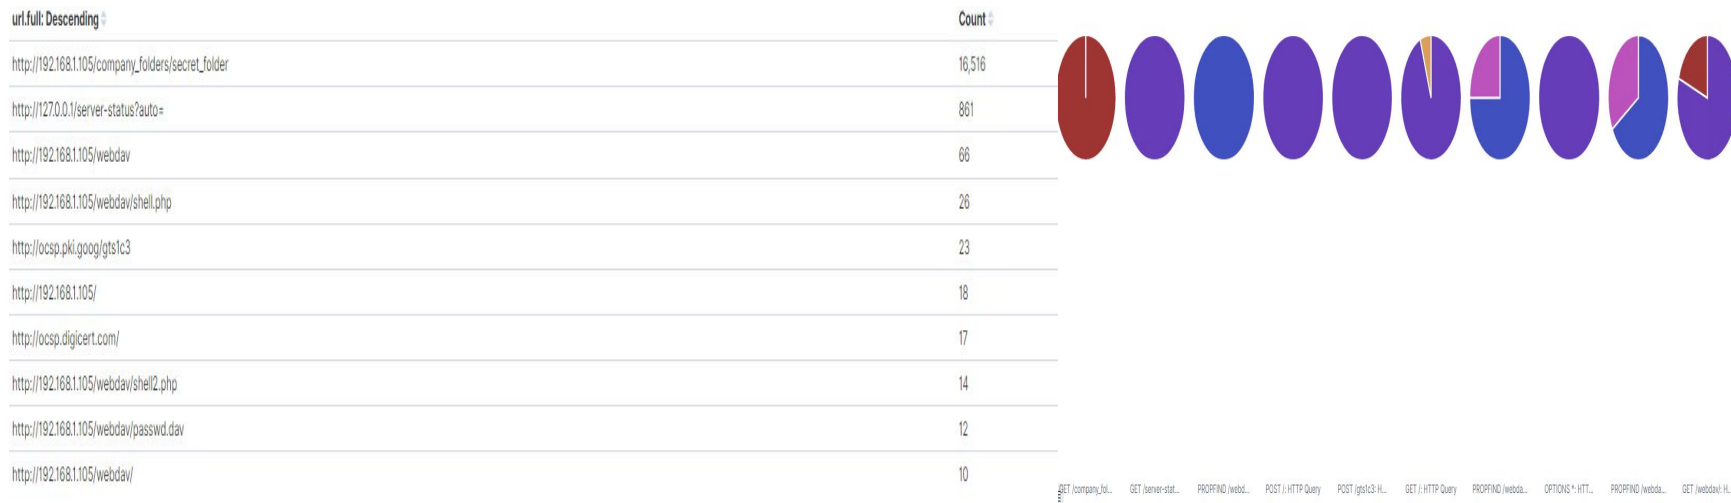 url.full: Descending Count
http://192.168.1.105/company_folders/secret_folder 16,516
http://127.0.0.1/server-status?auto= 861
http://192.168.1.105/webdav 66
http://192.168.1.105/webdav/shell.php 26
http://ocsp.pki.goog/gts1c3 23
http://192.168.1.105/ 18
http://ocsp.digicert.com/ 17
http://192.168.1.105/webdav/shell2.php 14
http://192.168.1.105/webdav/passwd.dav 12
http://192.168.1.105/webdav/ 10
GET /company_fol... GET /server-stat... PROPFIND /webd... POST /: HTTP Query POST /gts1c3: H... GET /: HTTP Query PROPFIND /webda... OPTIONS *: HTT... PROPFIND /webda... GET /webdav/: H...